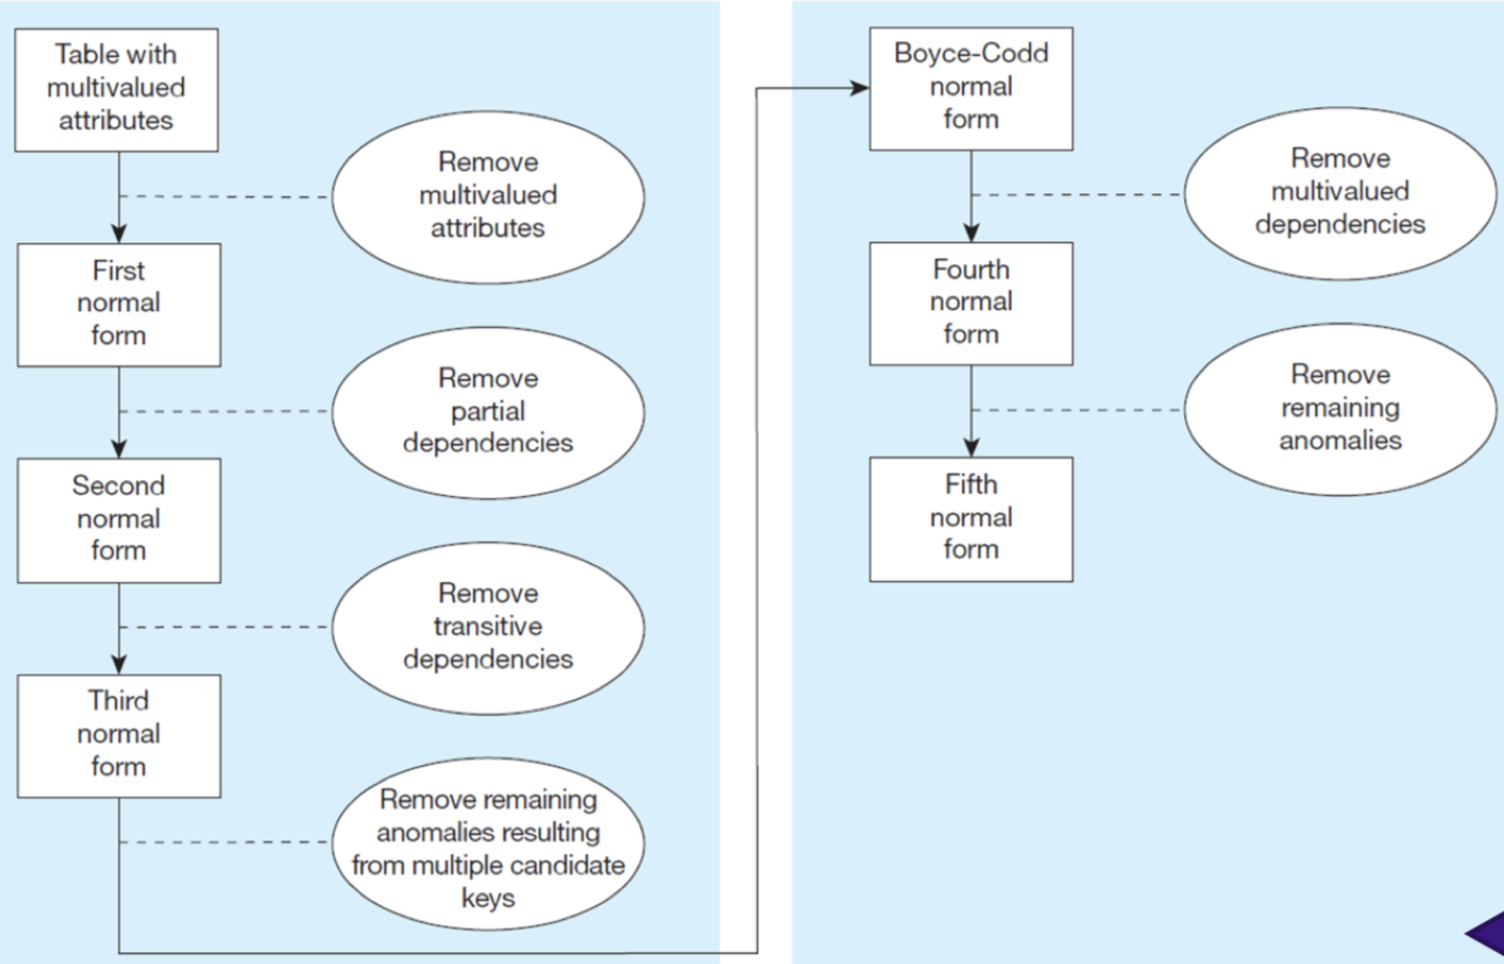 Table with
multivalued
attributes
Remove
multivalued
attributes
First
normal
form
Remove
partial
dependencies
Second
normal
form
Remove
transitive
dependencies
Third
normal
form
Remove remaining
anomalies resulting
from multiple candidate
keys
Boyce-Codd
normal
form
Remove
multivalued
dependencies
Fourth
normal
form
Remove
remaining
anomalies
Fifth
normal
form